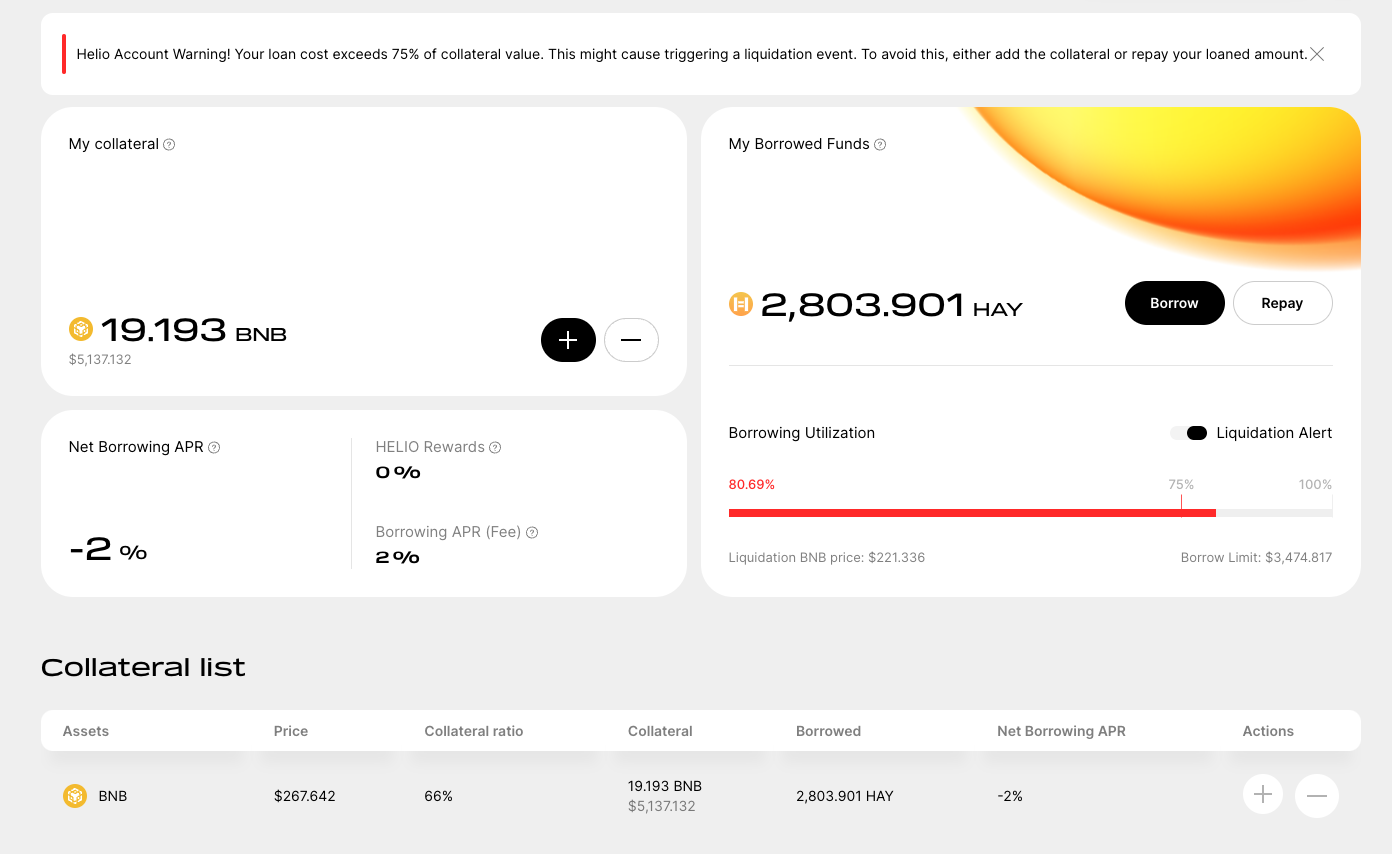 Helio Account Warning! Your loan cost exceeds 75% of collateral value. This might cause triggering a liquidation event. To avoid this, either add the collateral or repay your loaned amount.
My collateral
19.193 BNB
$5,137.132
My Borrowed Funds
2,803.901 HAY
Borrow
Repay
Net Borrowing APR
-2 %
HELIO Rewards
0 %
Borrowing APR (Fee)
2 %
Borrowing Utilization
Liquidation Alert
80.69%
75%
100%
Liquidation BNB price: $221.336
Borrow Limit: $3,474.817
Collateral list
Assets Price Collateral ratio Collateral Borrowed Net Borrowing APR Actions
BNB $267.642 66% 19.193 BNB 2,803.901 HAY -2%
$5,137.132